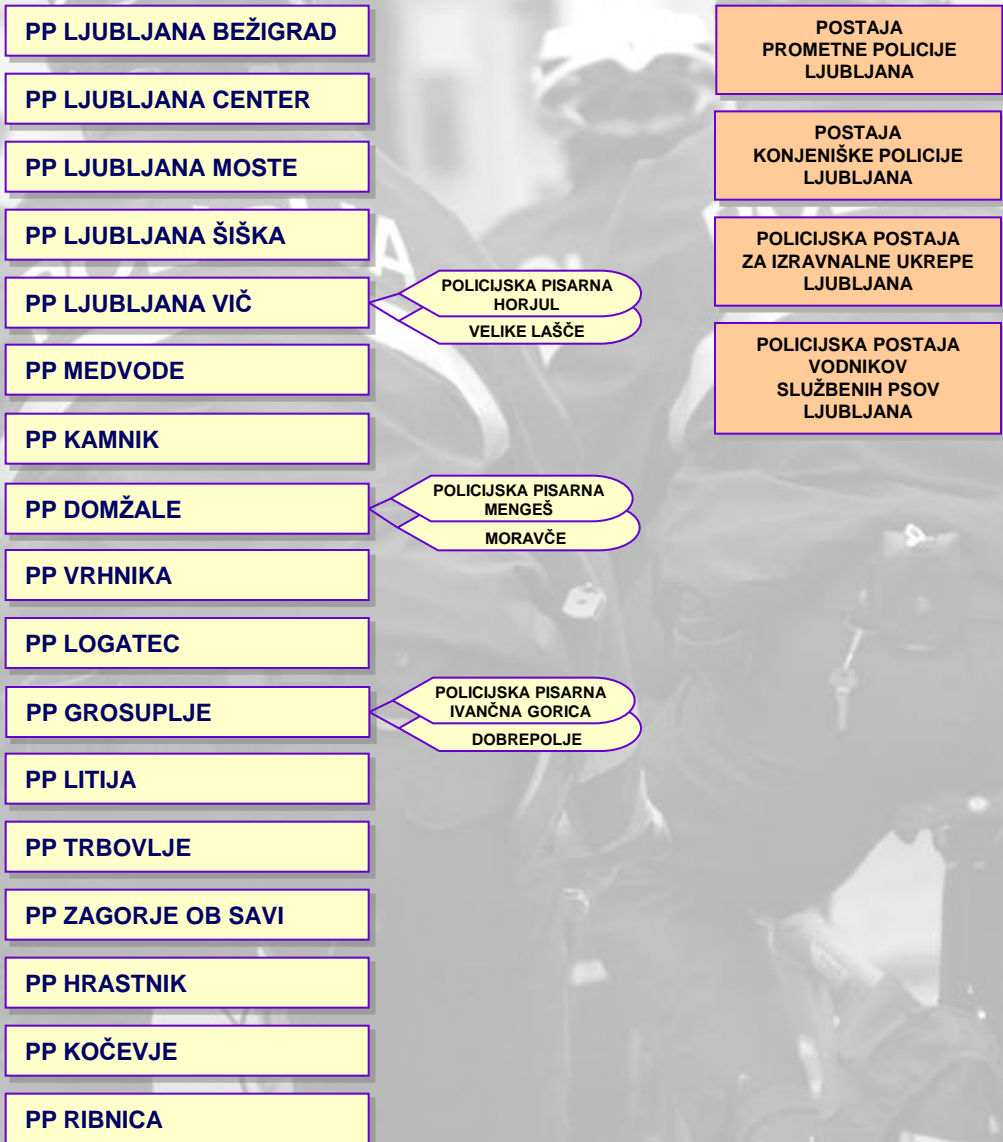 PP LJUBLJANA BEŽIGRAD
PP LJUBLJANA CENTER
PP LJUBLJANA MOSTE
PP LJUBLJANA ŠIŠKA
PP LJUBLJANA VIČ
POLICIJSKA PISARNA
HORJUL
VELIKE LAŠČE
PP MEDVODE
PP KAMNIK
PP DOMŽALE
POLICIJSKA PISARNA
MENGEŠ
MORAVČE
PP VRHNIKA
PP LOGATEC
PP GROSUPLJE
POLICIJSKA PISARNA
IVANČNA GORICA
DOBREPOLJE
PP LITIJA
PP TRBOVLJE
PP ZAGORJE OB SAVI
PP HRASTNIK
PP KOČEVJE
PP RIBNICA
POSTAJA
PROMETNE POLICIJE
LJUBLJANA
POSTAJA
KONJENIŠKE POLICIJE
LJUBLJANA
POLICIJSKA POSTAJA
ZA IZRAVNALNE UKREPE
LJUBLJANA
POLICIJSKA POSTAJA
VODNIKOV
SLUŽBENIH PSOV
LJUBLJANA